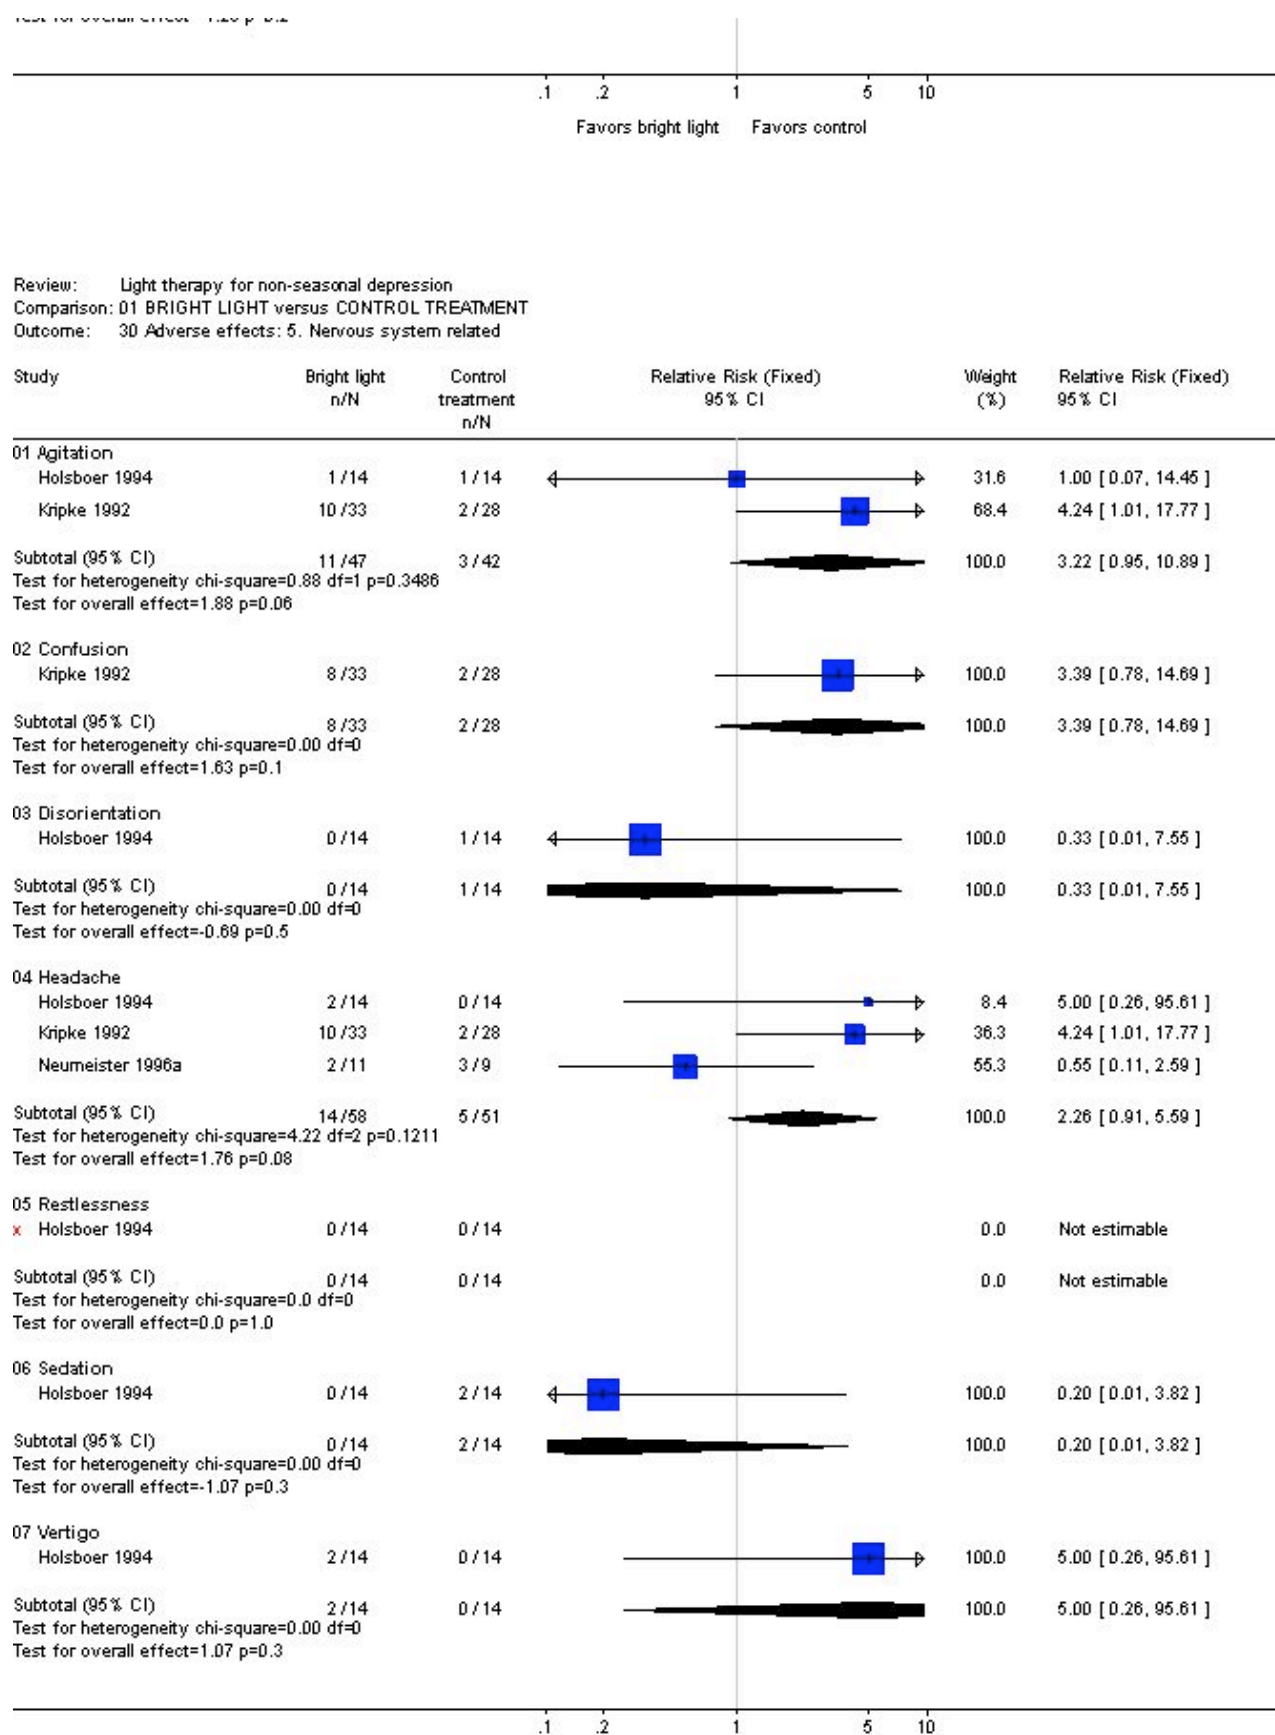 .1 .2 1 5 10
Favors bright light Favors control
Review: Light therapy for non-seasonal depression
Comparison: 01 BRIGHT LIGHT versus CONTROL TREATMENT
Outcome: 30 Adverse effects: 5. Nervous system related
Study Bright light Control Relative Risk (Fixed) Weight Relative Risk (Fixed)
n/N treatment 95% CI (%) 95% CI
n/N
01 Agitation
Holsboer 1994 1/14 1/14 31.6 1.00 [ 0.07, 14.45 ]
Kripke 1992 10/33 2/28 68.4 4.24 [ 1.01, 17.77 ]
Subtotal (95% CI) 11/47 3/42 100.0 3.22 [ 0.95, 10.89 ]
Test for heterogeneity chi-square=0.88 df=1 p=0.3486
Test for overall effect=1.88 p=0.06
02 Confusion
Kripke 1992 8/33 2/28 100.0 3.39 [ 0.78, 14.69 ]
Subtotal (95% CI) 8/33 2/28 100.0 3.39 [ 0.78, 14.69 ]
Test for heterogeneity chi-square=0.00 df=0
Test for overall effect=1.63 p=0.1
03 Disorientation
Holsboer 1994 0/14 1/14 100.0 0.33 [ 0.01, 7.55 ]
Subtotal (95% CI) 0/14 1/14 100.0 0.33 [ 0.01, 7.55 ]
Test for heterogeneity chi-square=0.00 df=0
Test for overall effect=-0.69 p=0.5
04 Headache
Holsboer 1994 2/14 0/14 8.4 5.00 [ 0.26, 95.61 ]
Kripke 1992 10/33 2/28 36.3 4.24 [ 1.01, 17.77 ]
Neumeister 1996a 2/11 3/9 55.3 0.55 [ 0.11, 2.59 ]
Subtotal (95% CI) 14/58 5/51 100.0 2.26 [ 0.91, 5.59 ]
Test for heterogeneity chi-square=4.22 df=2 p=0.1211
Test for overall effect=1.76 p=0.08
05 Restlessness
x Holsboer 1994 0/14 0/14 0.0 Not estimable
Subtotal (95% CI) 0/14 0/14 0.0 Not estimable
Test for heterogeneity chi-square=0.0 df=0
Test for overall effect=0.0 p=1.0
06 Sedation
Holsboer 1994 0/14 2/14 100.0 0.20 [ 0.01, 3.82 ]
Subtotal (95% CI) 0/14 2/14 100.0 0.20 [ 0.01, 3.82 ]
Test for heterogeneity chi-square=0.00 df=0
Test for overall effect=-1.07 p=0.3
07 Vertigo
Holsboer 1994 2/14 0/14 100.0 5.00 [ 0.26, 95.61 ]
Subtotal (95% CI) 2/14 0/14 100.0 5.00 [ 0.26, 95.61 ]
Test for heterogeneity chi-square=0.00 df=0
Test for overall effect=1.07 p=0.3
.1 .2 1 5 10